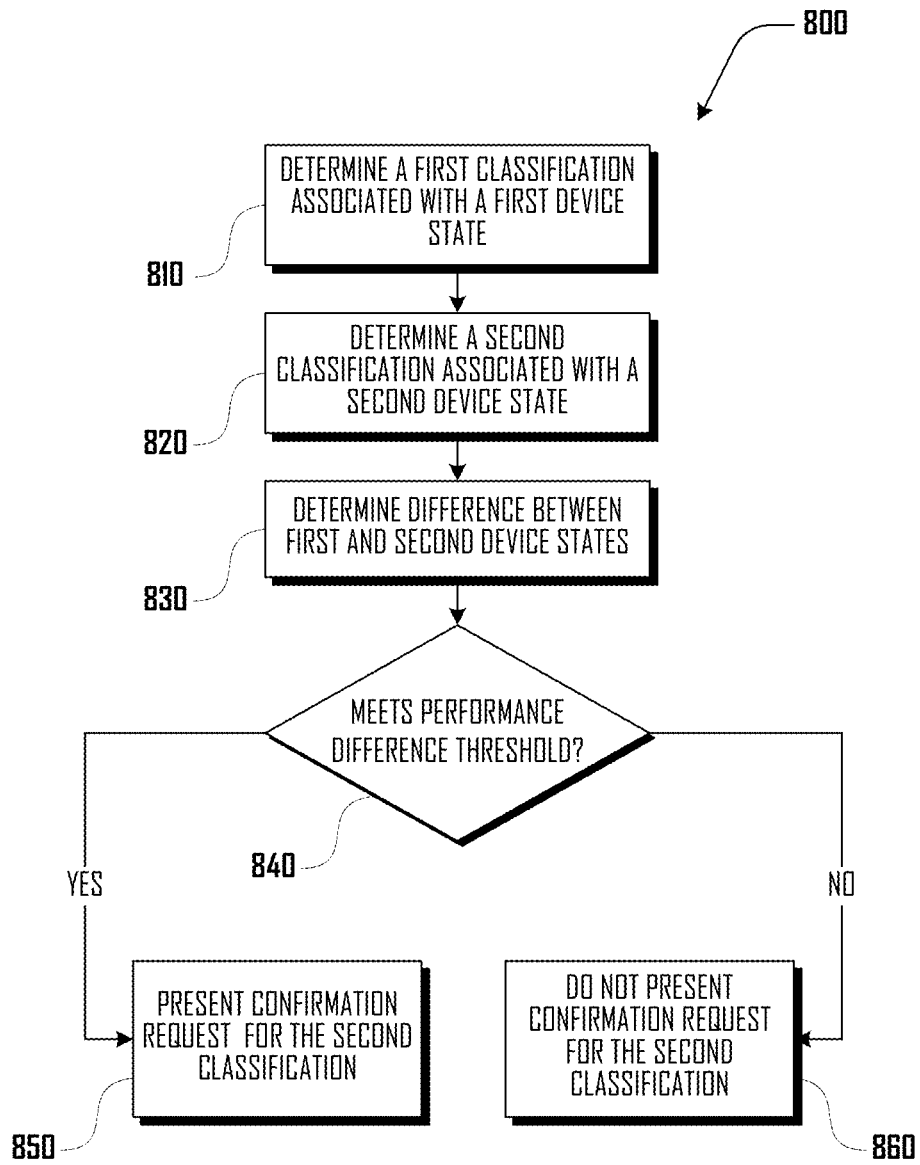 800
DETERMINE A FIRST CLASSIFICATION
ASSOCIATED WITH A FIRST DEVICE
STATE
810
DETERMINE A SECOND
CLASSIFICATION ASSOCIATED WITH A
SECOND DEVICE STATE
820
DETERMINE DIFFERENCE BETWEEN
FIRST AND SECOND DEVICE STATES
830
MEETS PERFORMANCE
DIFFERENCE THRESHOLD?
840
YES
NO
PRESENT CONFIRMATION
REQUEST FOR THE SECOND
CLASSIFICATION
850
DO NOT PRESENT
CONFIRMATION REQUEST
FOR THE SECOND
CLASSIFICATION
860